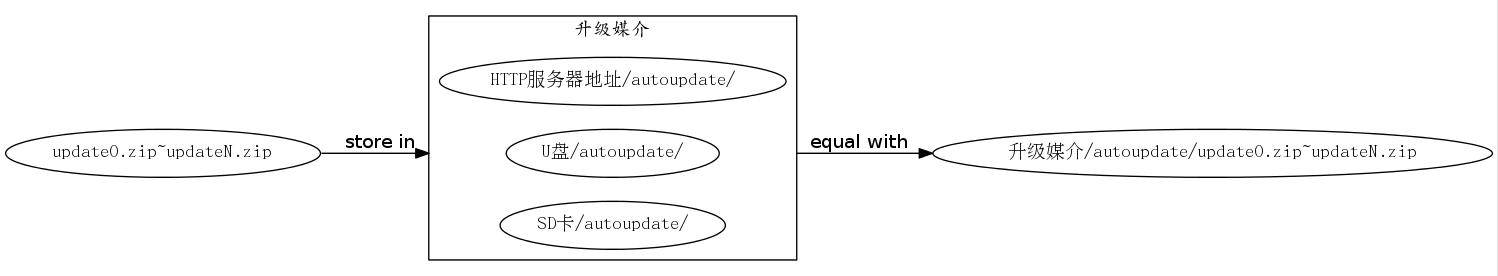 升级媒介
HTTP服务器地址/autoupdate/
update0.zip~updateN.zip
store in
U盘/autoupdate/
equal with
升级媒介/autoupdate/update0.zip~updateN.zip
SD卡/autoupdate/